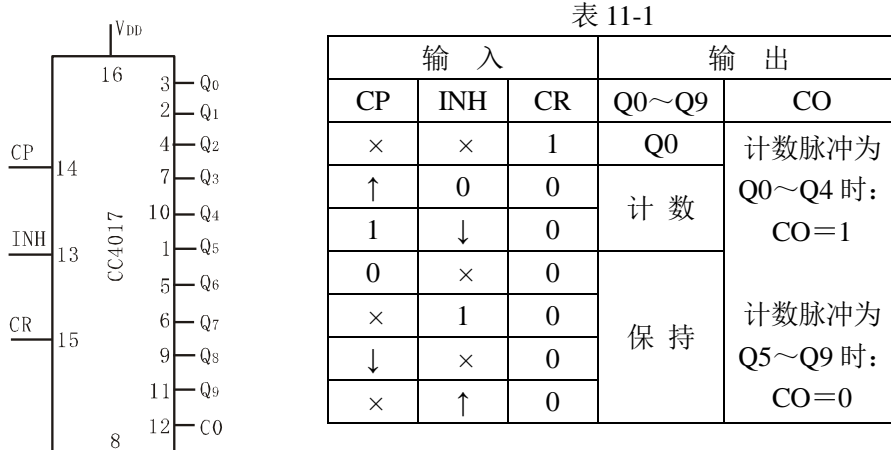 表 11-1
VDD
16
CP
14
INH
13
CR
15
CC4017
8
3 Q0
2 Q1
4 Q2
7 Q3
10 Q4
1 Q5
5 Q6
6 Q7
9 Q8
11 Q9
12 CO
输 入 输 出
CP INH CR Q0～Q9 CO
× × 1 Q0
↑ 0 0 计 数
1 ↓ 0
0 × 0 保 持
× 1 0
↓ × 0
× ↑ 0
计数脉冲为
Q0～Q4 时：
CO＝1
计数脉冲为
Q5～Q9 时：
CO＝0